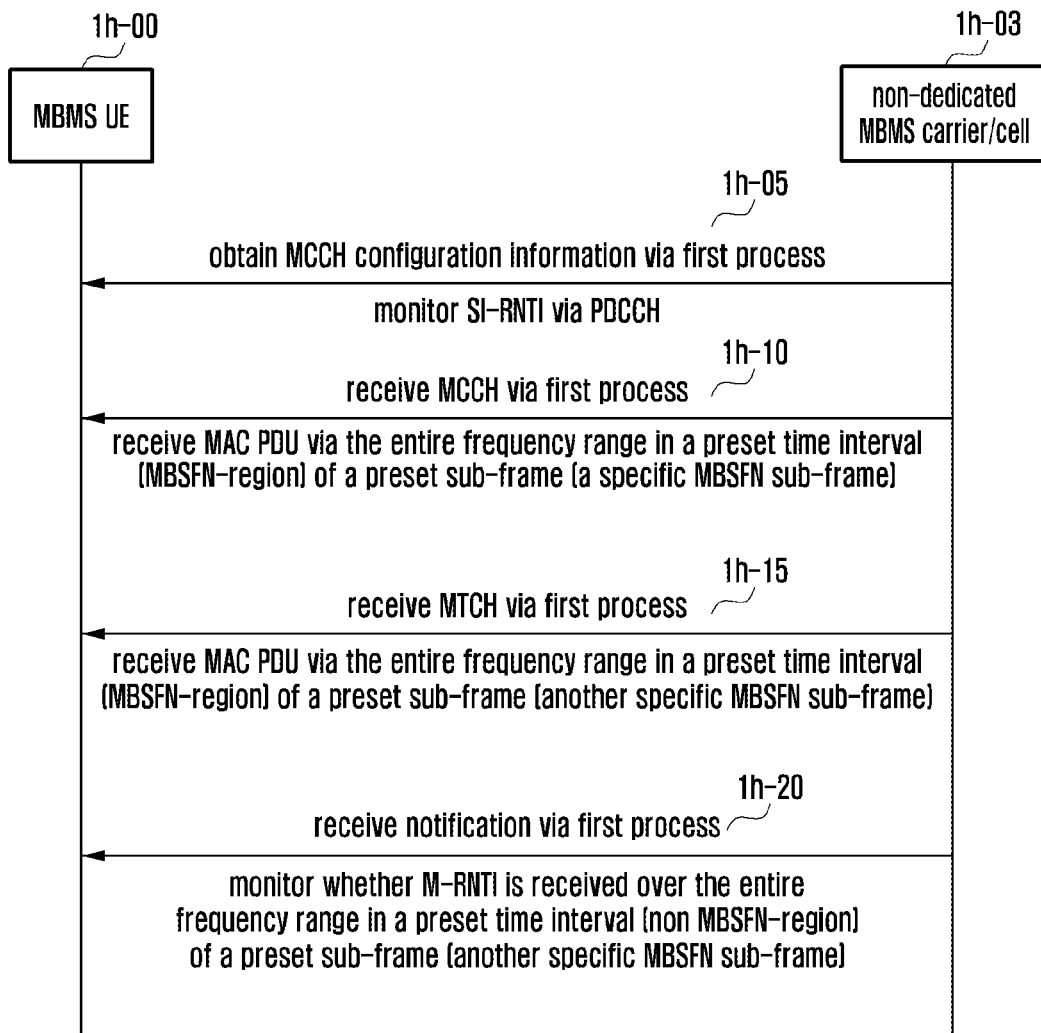 1h-00
1h-03
MBMS UE
non-dedicated
MBMS carrier/cell
1h-05
obtain MCCH configuration information via first process
monitor SI-RNTI via PDCCH
1h-10
receive MCCH via first process
receive MAC PDU via the entire frequency range in a preset time interval
(MBSFN-region) of a preset sub-frame (a specific MBSFN sub-frame)
1h-15
receive MTCH via first process
receive MAC PDU via the entire frequency range in a preset time interval
(MBSFN-region) of a preset sub-frame (another specific MBSFN sub-frame)
1h-20
receive notification via first process
monitor whether M-RNTI is received over the entire
frequency range in a preset time interval (non MBSFN-region)
of a preset sub-frame (another specific MBSFN sub-frame)